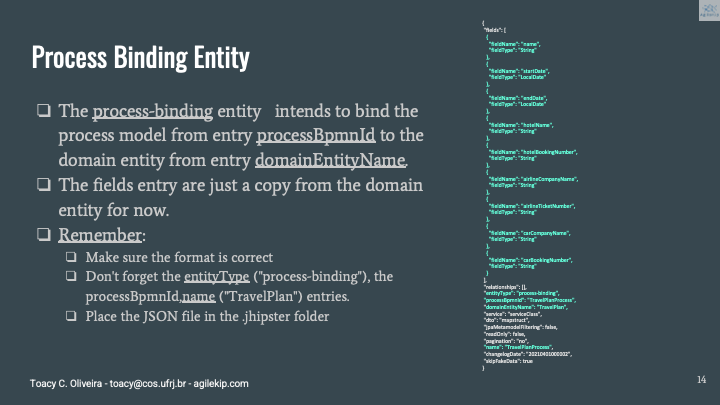 Process Binding Entity
❑ The process-binding entity intends to bind the
process model from entry processBpmnId to the
domain entity from entry domainEntityName.
❑ The fields entry are just a copy from the domain
entity for now.
❑ Remember:
❑ Make sure the format is correct
❑ Don't forget the entityType ("process-binding"), the
processBpmnId,name ("TravelPlan") entries.
❑ Place the JSON file in the .jhipster folder
{
"fields": [
{
"fieldName": "name",
"fieldType": "String"
},
{
"fieldName": "startDate",
"fieldType": "LocalDate"
},
{
"fieldName": "endDate",
"fieldType": "LocalDate"
},
{
"fieldName": "hotelName",
"fieldType": "String"
},
{
"fieldName": "hotelBookingNumber",
"fieldType": "String"
},
{
"fieldName": "airlineCompanyName",
"fieldType": "String"
},
{
"fieldName": "airlineTicketNumber",
"fieldType": "String"
},
{
"fieldName": "carCompanyName",
"fieldType": "String"
},
{
"fieldName": "carBookingNumber",
"fieldType": "String"
}
],
"relationships": [],
"entityType": "process-binding",
"processBpmnId": "TravelPlanProcess",
"domainEntityName": "TravelPlan",
"service": "serviceClass",
"dto": "mapstruct",
"jpaMetamodelFiltering": false,
"readOnly": false,
"pagination": "no",
"name": "TravelPlanProcess",
"changelogDate": "20210401000002",
"skipFakeData": true
}
agilekip
Toacy C. Oliveira - toacy@cos.ufrj.br - agilekip.com
14